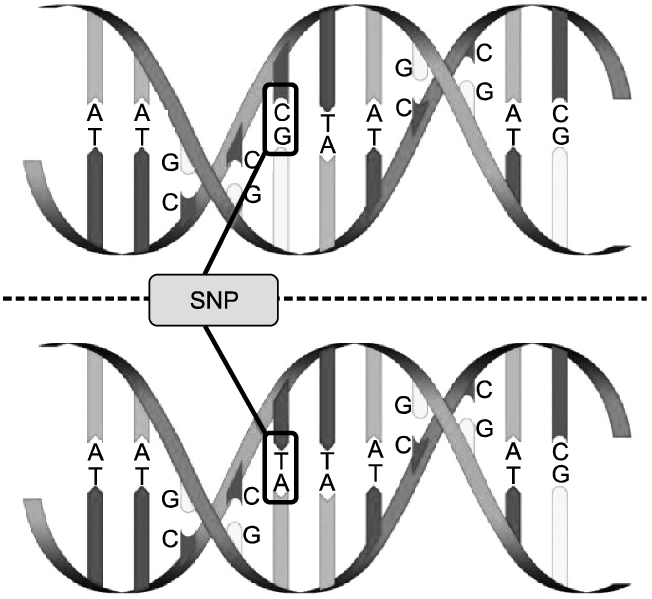 A A G C C T A G C A C
T T C G G A T C G T G
SNP
A A G C T T A G C A C
T T C G A A T C G T G